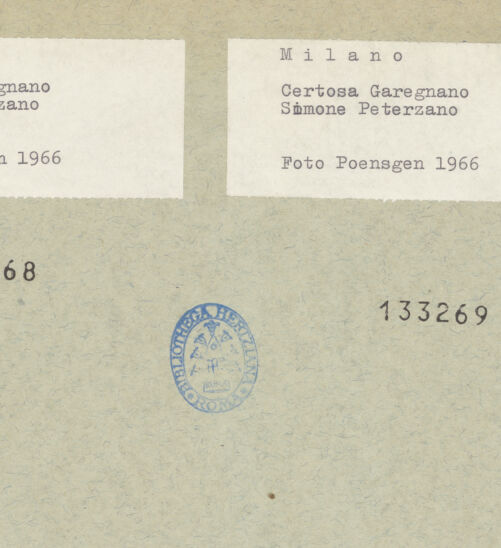 gnano
zano
n 1966
M i l a n o
Certosa Garegnano
Simone Peterzano
Foto Poensgen 1966
68
133269
BIBLIOTHECA HERTZIANA
ROMA